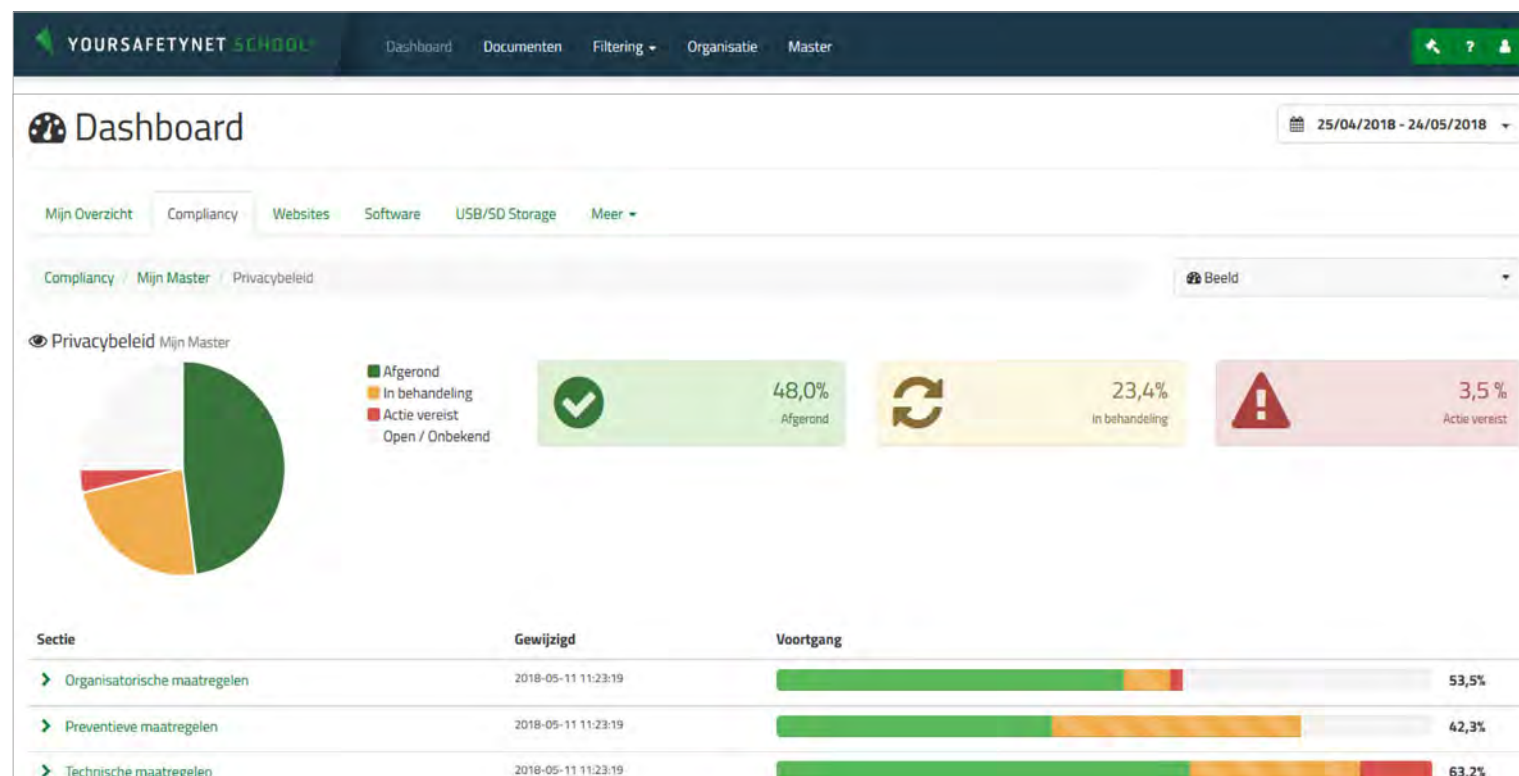 YOURSAFETYNET SCHOOL Dashboard Documenten Filtering Organisatie Master ?
Dashboard 25/04/2018 - 24/05/2018
Mijn Overzicht Compliancy Websites Software USB/SD Storage Meer
Compliancy / Mijn Master / Privacybeleid Beeld
Privacybeleid Mijn Master
Afgerond
In behandeling
Actie vereist
Open / Onbekend
48,0%
Afgerond
23,4%
In behandeling
3,5 %
Actie vereist
Sectie Gewijzigd Voortgang
Organisatorische maatregelen 2018-05-11 11:23:19 53,5%
Preventieve maatregelen 2018-05-11 11:23:19 42,3%
Technische maatregelen 2018-05-11 11:23:19 63,2%